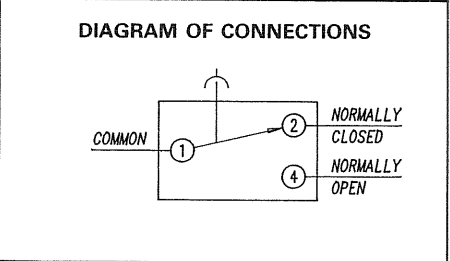 DIAGRAM OF CONNECTIONS
COMMON
1
2
NORMALLY
CLOSED
4
NORMALLY
OPEN